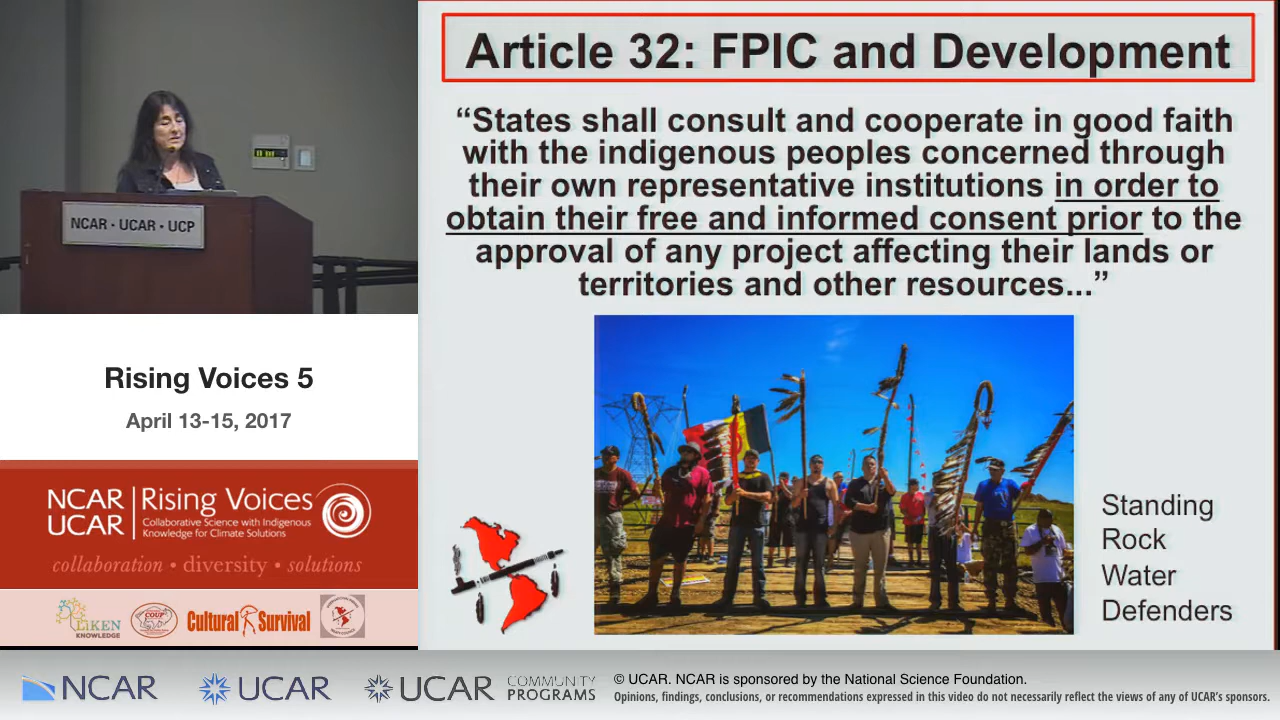 Article 32: FPIC and Development
“States shall consult and cooperate in good faith
with the indigenous peoples concerned through
their own representative institutions in order to
obtain their free and informed consent prior to the
approval of any project affecting their lands or
territories and other resources...”
Standing
Rock
Water
Defenders
NCAR · UCAR · UCP
Rising Voices 5
April 13-15, 2017
NCAR
UCAR
Rising Voices
Collaborative Science with Indigenous
Knowledge for Climate Solutions
collaboration • diversity • solutions
LiKEN
KNOWLEDGE
Cultural Survival
NCAR
UCAR
UCAR
COMMUNITY
PROGRAMS
© UCAR. NCAR is sponsored by the National Science Foundation.
Opinions, findings, conclusions, or recommendations expressed in this video do not necessarily reflect the views of any of UCAR's sponsors.